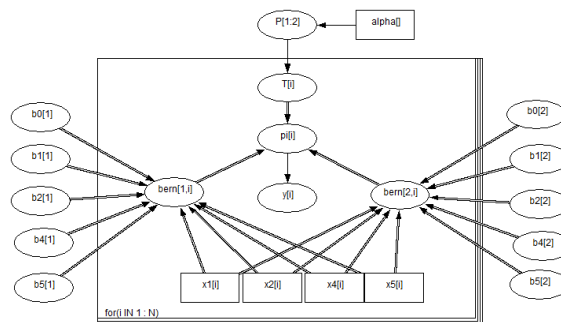 P[1:2]
alpha[]
T[i]
b0[1]
b0[2]
pi[i]
b1[1]
b1[2]
bern[1,i]
bern[2,i]
b2[1]
y[i]
b2[2]
b4[1]
b4[2]
b5[1]
x1[i]
x2[i]
x4[i]
x5[i]
b5[2]
for(i IN 1 : N)